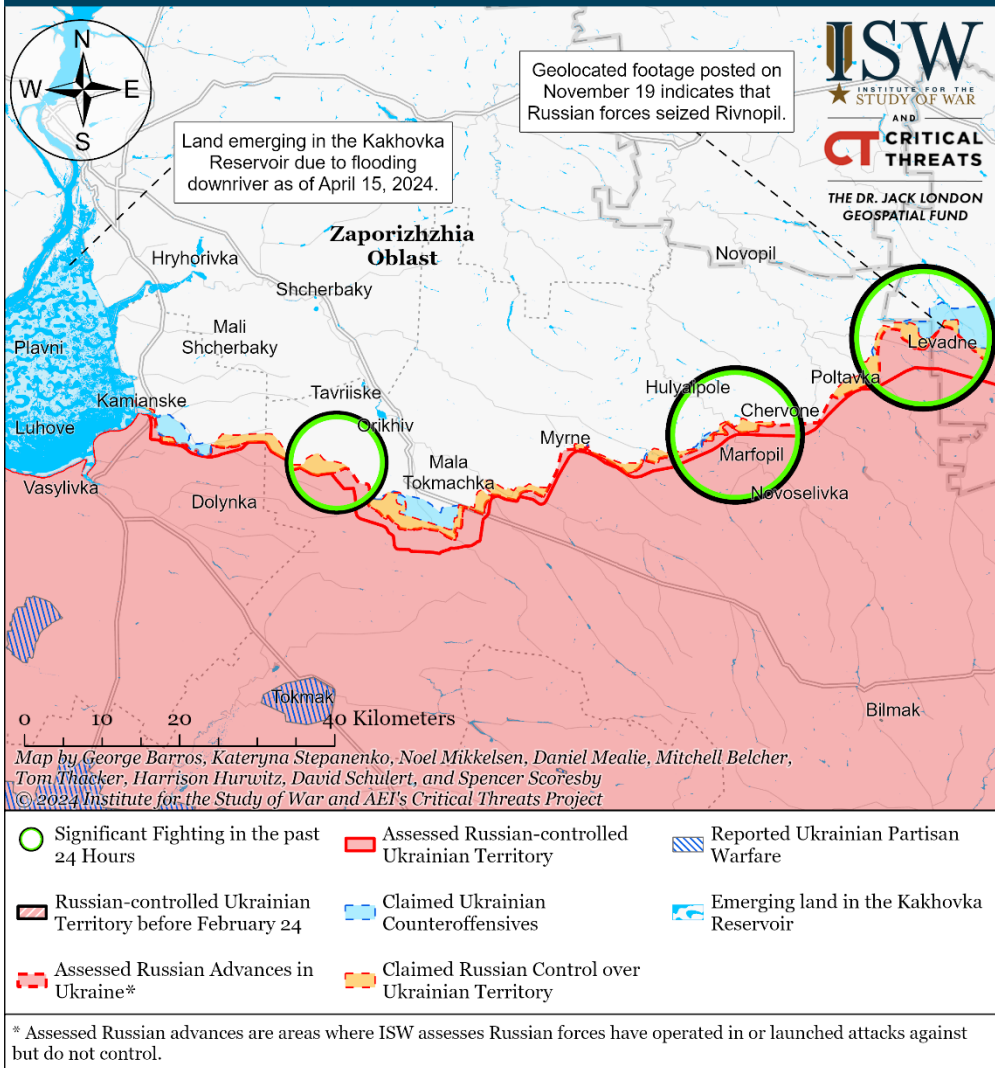 N
W
E
S
Geolocated footage posted on
November 19 indicates that
Russian forces seized Rivnopil.
ISW
INSTITUTE FOR THE
STUDY OF WAR
AND
CT CRITICAL
THREATS
THE DR. JACK LONDON
GEOSPATIAL FUND
Land emerging in the Kakhovka
Reservoir due to flooding
downriver as of April 15, 2024.
Zaporizhzhia
Oblast
Hryhorivka
Novopil
Shcherbaky
Mali
Shcherbaky
Plavni
Levadne
Poltavka
Hulyaipole
Tavriiske
Kamianske
Chervone
Luhove
Orikhiv
Myrne
Marfopil
Mala
Tokmachka
Vasylivka
Dolynka
Novoselivka
Tokmak
Bilmak
0 10 20 40 Kilometers
Map by George Barros, Kateryna Stepanenko, Noel Mikkelsen, Daniel Mealie, Mitchell Belcher,
Tom Thacker, Harrison Hurwitz, David Schulert, and Spencer Scoresby
© 2024 Institute for the Study of War and AEI's Critical Threats Project
Significant Fighting in the past
24 Hours
Assessed Russian-controlled
Ukrainian Territory
Reported Ukrainian Partisan
Warfare
Russian-controlled Ukrainian
Territory before February 24
Claimed Ukrainian
Counteroffensives
Emerging land in the Kakhovka
Reservoir
Assessed Russian Advances in
Ukraine*
Claimed Russian Control over
Ukrainian Territory
* Assessed Russian advances are areas where ISW assesses Russian forces have operated in or launched attacks against
but do not control.